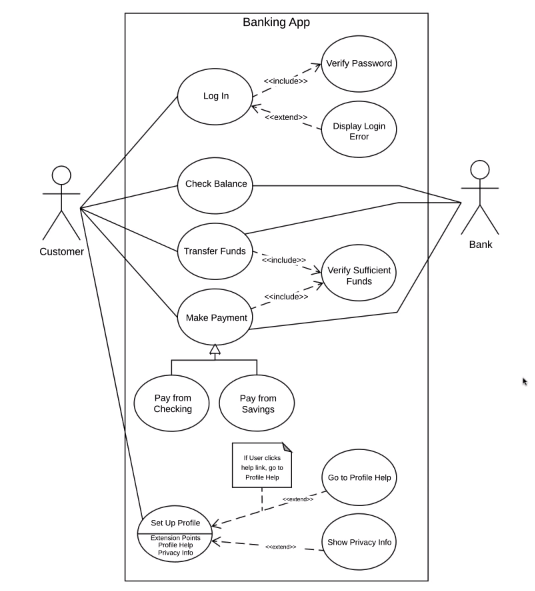 Banking App
Verify Password
<<include>>
Log In
<<extend>>
Display Login
Error
Check Balance
Customer
Bank
Transfer Funds
<<include>>
Verify Sufficient
Funds
<<include>>
Make Payment
Pay from
Checking
Pay from
Savings
If User clicks
help link, go to
Profile Help
Go to Profile Help
<<extend>>
Set Up Profile
Extension Points
Profile Help
Privacy Info
<<extend>>
Show Privacy Info